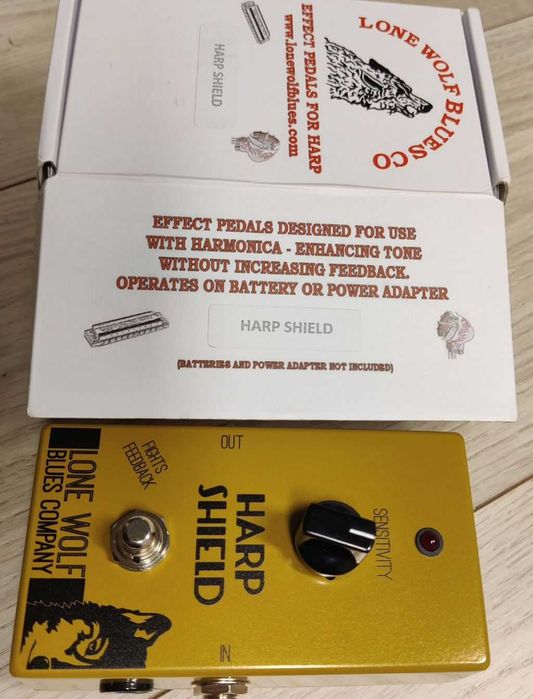 LONE WOLF BLUES CO
EFFECT PEDALS FOR HARP
www.lonewolfblues.com
HARP SHIELD
EFFECT PEDALS DESIGNED FOR USE
WITH HARMONICA - ENHANCING TONE
WITHOUT INCREASING FEEDBACK.
OPERATES ON BATTERY OR POWER ADAPTER
HARP SHIELD
(BATTERIES AND POWER ADAPTER NOT INCLUDED)
LONE WOLF
BLUES COMPANY
FIGHTS
FEEDBACK
OUT
HARP
SHIELD
IN
SENSITIVITY